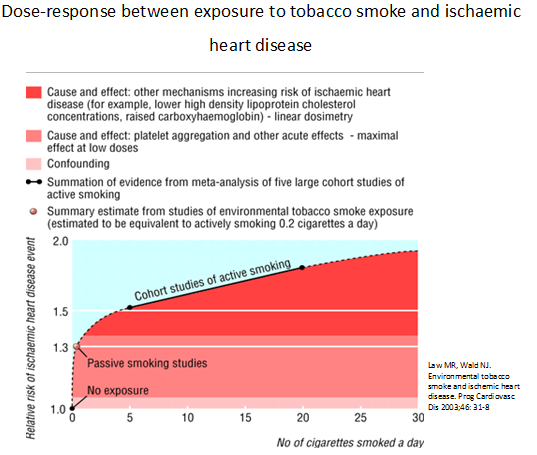 Dose-response between exposure to tobacco smoke and ischaemic
heart disease
Cause and effect: other mechanisms increasing risk of ischaemic heart
disease (for example, lower high density lipoprotein cholesterol
concentrations, raised carboxyhaemoglobin) - linear dosimetry
Cause and effect: platelet aggregation and other acute effects - maximal
effect at low doses
Confounding
Summation of evidence from meta-analysis of five large cohort studies of
active smoking
Summary estimate from studies of environmental tobacco smoke exposure
(estimated to be equivalent to actively smoking 0.2 cigarettes a day)
Relative risk of ischaemic heart disease event
2.0
1.5
1.3
1.0
Cohort studies of active smoking
Passive smoking studies
No exposure
0
5
10
15
20
25
30
No of cigarettes smoked a day
Law MR, Wald NJ.
Environmental tobacco
smoke and ischemic heart
disease. Prog Cardiovasc
Dis 2003;46: 31-8